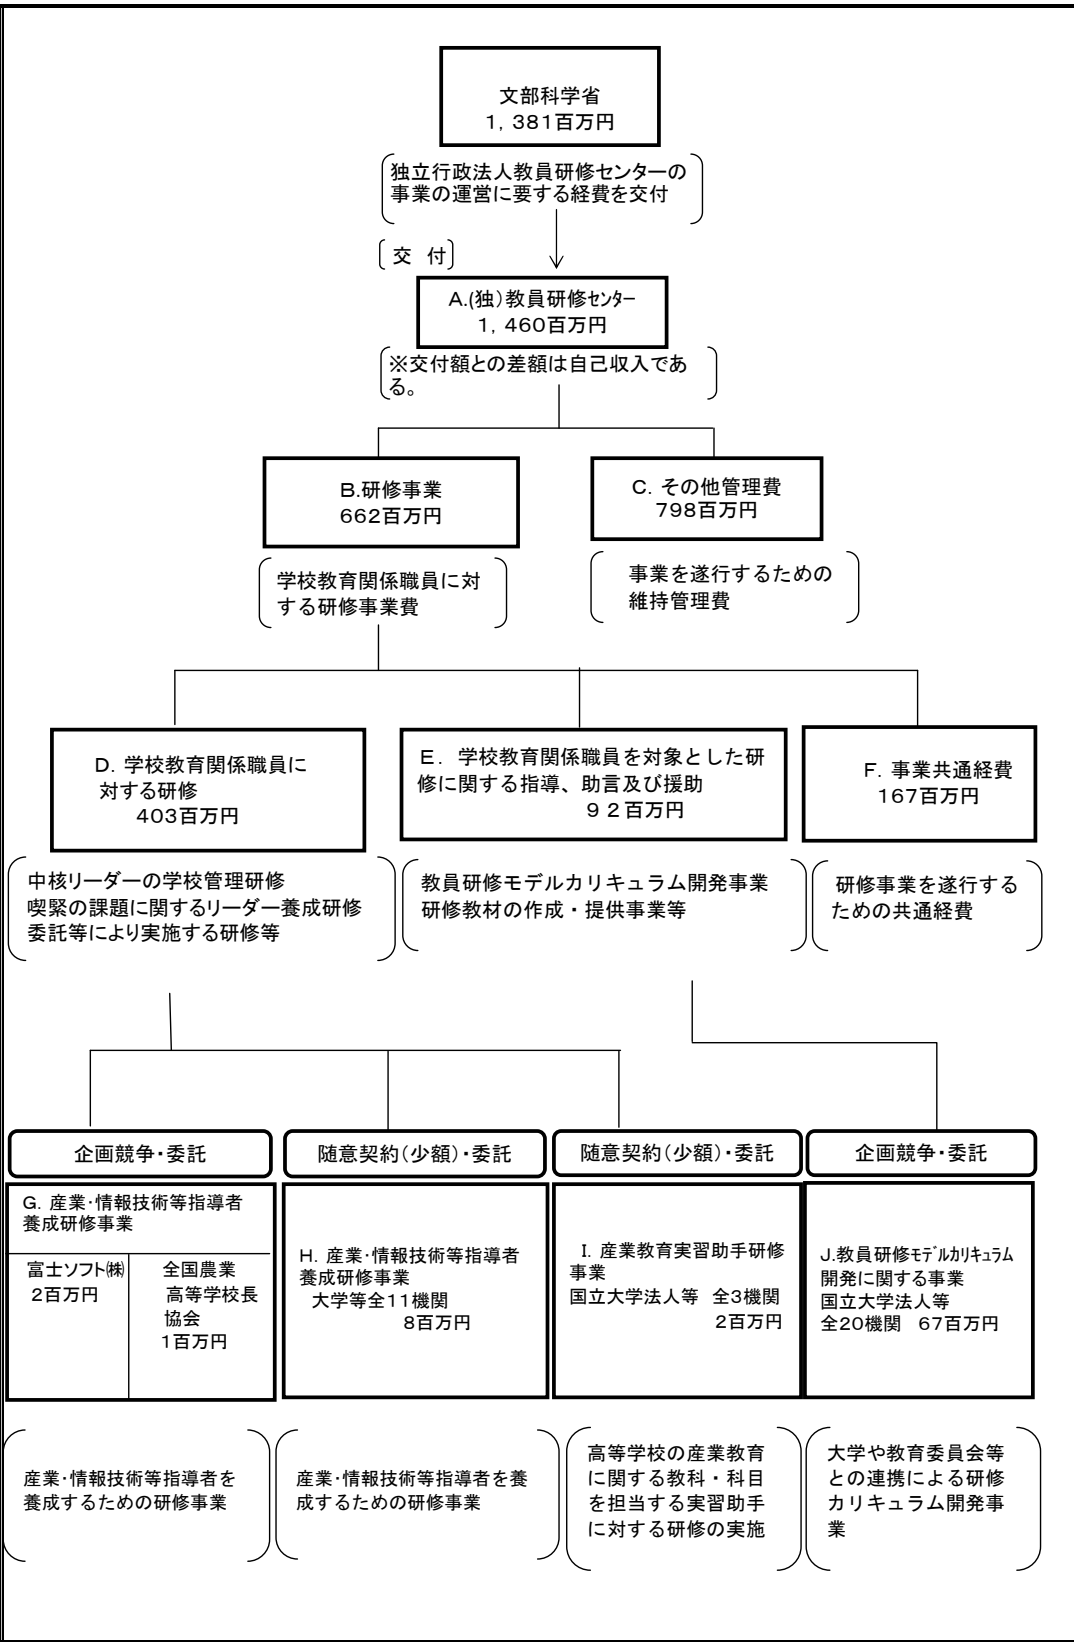 文部科学省
1，381百万円
独立行政法人教員研修センターの
事業の運営に要する経費を交付
交　付
A.(独)教員研修ｾﾝﾀｰ
1，460百万円
※交付額との差額は自己収入であ
る。
B.研修事業
662百万円
C. その他管理費
798百万円
学校教育関係職員に対
する研修事業費
事業を遂行するための
維持管理費
D. 学校教育関係職員に
対する研修
403百万円
E． 学校教育関係職員を対象とした研
修に関する指導、助言及び援助
９２百万円
F. 事業共通経費
167百万円
中核リーダーの学校管理研修
喫緊の課題に関するリーダー養成研修
委託等により実施する研修等
教員研修モデルカリキュラム開発事業
研修教材の作成・提供事業等
研修事業を遂行する
ための共通経費
企画競争・委託
G. 産業・情報技術等指導者
養成研修事業
富士ソフト㈱
2百万円
全国農業
高等学校長
協会
1百万円
産業・情報技術等指導者を
養成するための研修事業
随意契約(少額)・委託
H. 産業・情報技術等指導者
養成研修事業
大学等全11機関
8百万円
産業・情報技術等指導者を養
成するための研修事業
随意契約(少額)・委託
I. 産業教育実習助手研修
事業
国立大学法人等　全3機関
2百万円
高等学校の産業教育
に関する教科・科目
を担当する実習助手
に対する研修の実施
企画競争・委託
J.教員研修ﾓﾃﾞﾙｶﾘｷｭﾗﾑ
開発に関する事業
国立大学法人等
全20機関　67百万円
大学や教育委員会等
との連携による研修
カリキュラム開発事
業